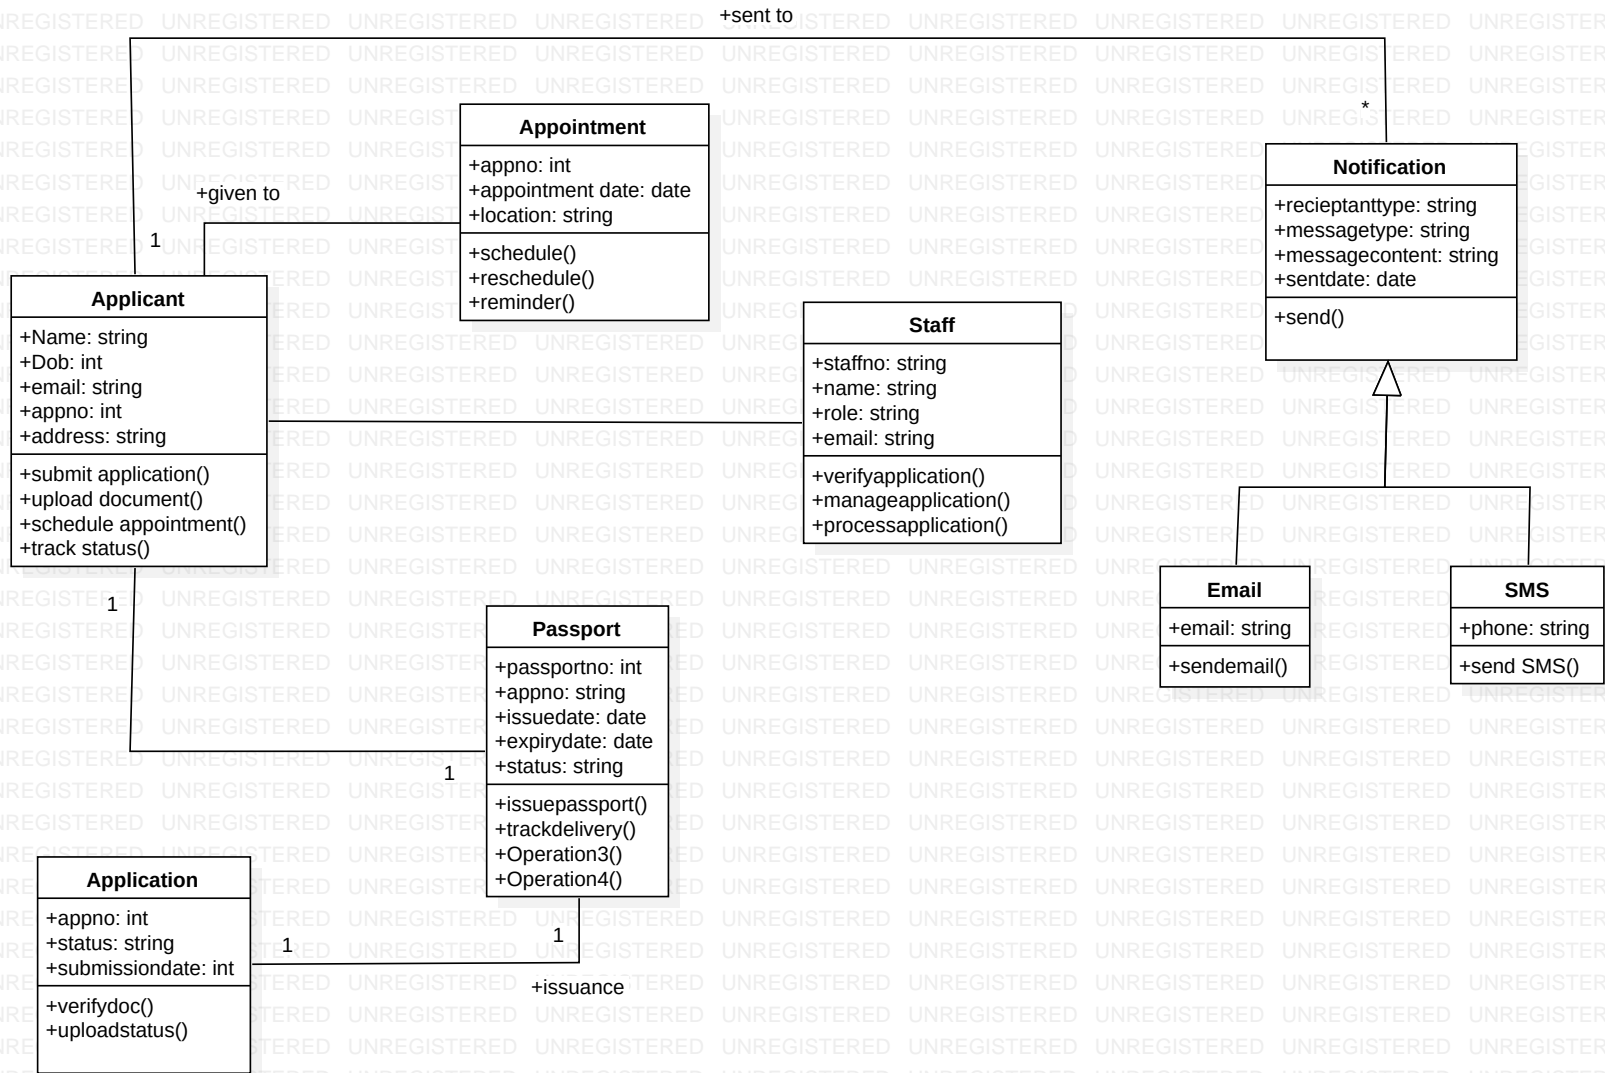 +sent to
*
Appointment
+appno: int
+appointment date: date
+location: string
+schedule()
+reschedule()
+reminder()
Notification
+recieptanttype: string
+messagetype: string
+messagecontent: string
+sentdate: date
+send()
+given to
1
Applicant
+Name: string
+Dob: int
+email: string
+appno: int
+address: string
+submit application()
+upload document()
+schedule appointment()
+track status()
Staff
+staffno: string
+name: string
+role: string
+email: string
+verifyapplication()
+manageapplication()
+processapplication()
Email
+email: string
+sendemail()
SMS
+phone: string
+send SMS()
1
Passport
+passportno: int
+appno: string
+issuedate: date
+expirydate: date
+status: string
+issuepassport()
+trackdelivery()
+Operation3()
+Operation4()
1
Application
+appno: int
+status: string
+submissiondate: int
+verifydoc()
+uploadstatus()
1
1
+issuance
UNREGISTERED